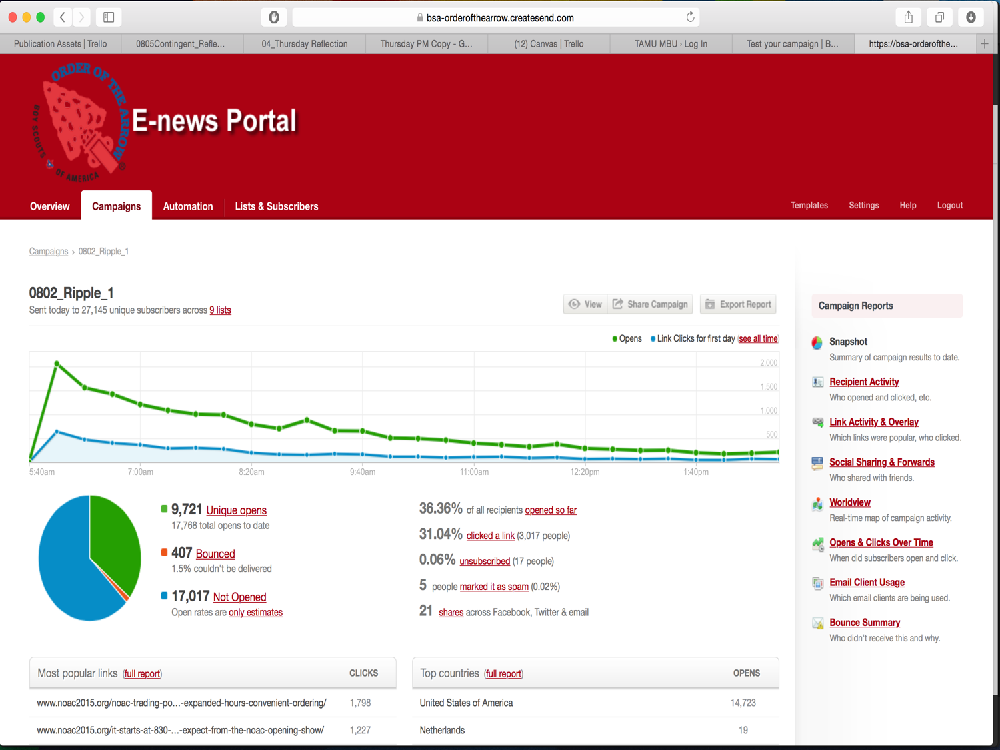 bsa-orderofthearrow.createsend.com
Publication Assets | Trello
0805Contingent_Refle...
04_Thursday Reflection
Thursday PM Copy - G...
(12) Canvas | Trello
TAMU MBU › Log In
Test your campaign | B...
https://bsa-orderofthe...
ORDER OF THE ARROW
BOY SCOUTS OF AMERICA
®
E-news Portal
Overview
Campaigns
Automation
Lists & Subscribers
Templates
Settings
Help
Logout
Campaigns › 0802_Ripple_1
0802_Ripple_1
Sent today to 27,145 unique subscribers across 9 lists
View
Share Campaign
Export Report
Opens
Link Clicks for first day (see all time)
2,000
1,500
1,000
500
5:40am
7:00am
8:20am
9:40am
11:00am
12:20pm
1:40pm
9,721 Unique opens
17,768 total opens to date
407 Bounced
1.5% couldn't be delivered
17,017 Not Opened
Open rates are only estimates
36.36% of all recipients opened so far
31.04% clicked a link (3,017 people)
0.06% unsubscribed (17 people)
5 people marked it as spam (0.02%)
21 shares across Facebook, Twitter & email
Most popular links (full report)
CLICKS
www.noac2015.org/noac-trading-po...-expanded-hours-convenient-ordering/
1,798
www.noac2015.org/it-starts-at-830-...-expect-from-the-noac-opening-show/
1,227
Top countries (full report)
OPENS
United States of America
14,723
Netherlands
19
Campaign Reports
Snapshot
Summary of campaign results to date.
Recipient Activity
Who opened and clicked, etc.
Link Activity & Overlay
Which links were popular, who clicked.
Social Sharing & Forwards
Who shared with friends.
Worldview
Real-time map of campaign activity.
Opens & Clicks Over Time
When did subscribers open and click.
Email Client Usage
Which email clients are being used.
Bounce Summary
Who didn't receive this and why.